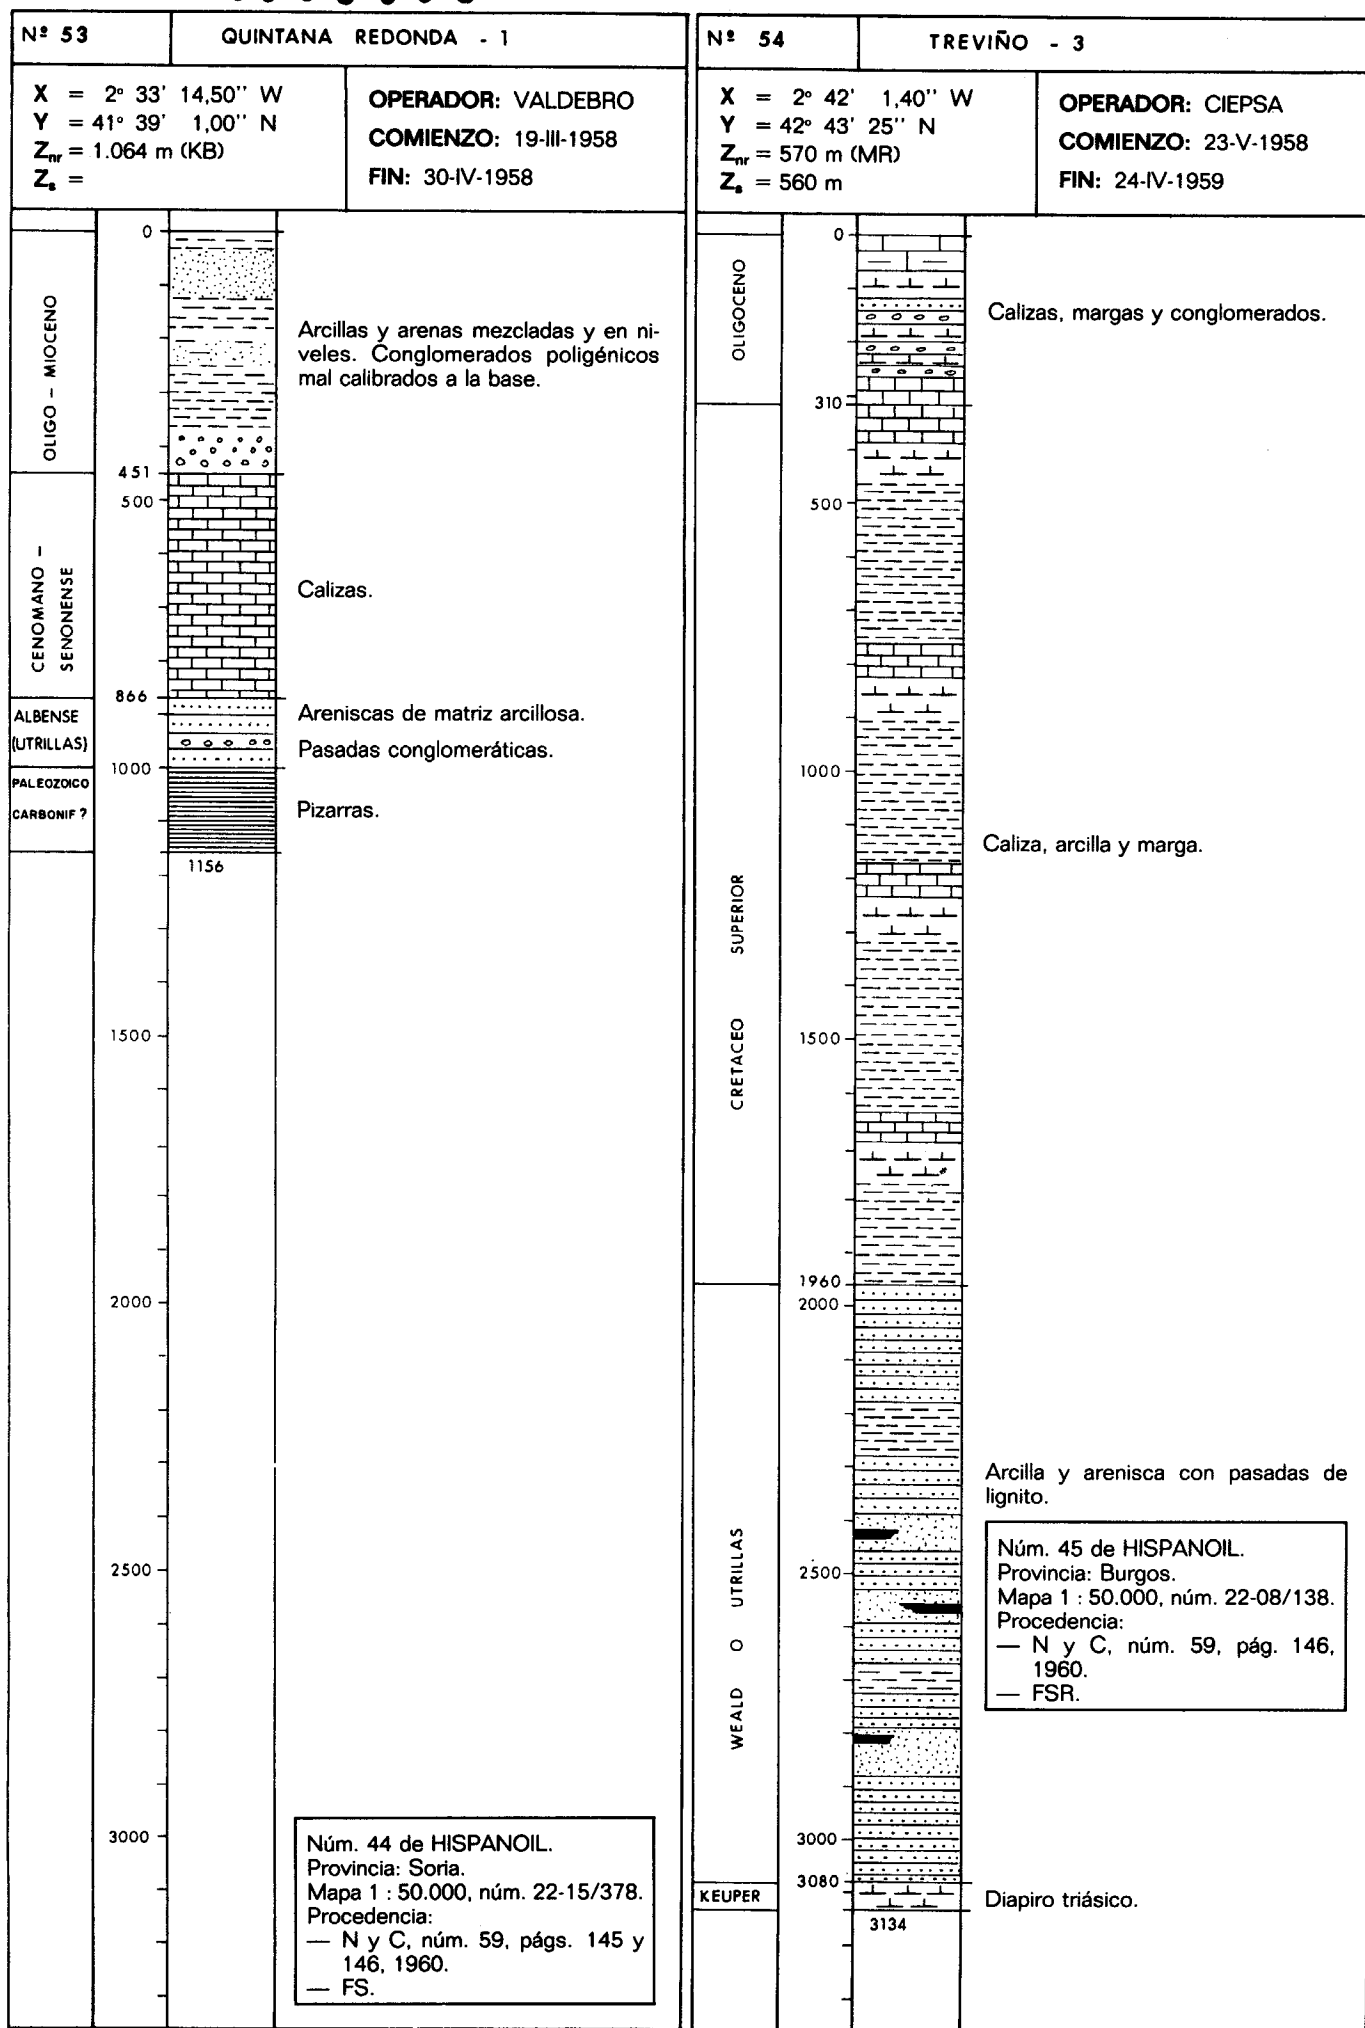 Nº 53
QUINTANA REDONDA - 1
X = 2º 33' 14,50'' W
Y = 41º 39' 1,00'' N
Znr = 1.064 m (KB)
Zs =
OPERADOR: VALDEBRO
COMIENZO: 19-III-1958
FIN: 30-IV-1958
OLIGO – MIOCENO
CENOMANO –
SENONENSE
ALBENSE
(UTRILLAS)
PALEOZOICO
CARBONIF ?
0
451
500
866
1000
1156
1500
2000
2500
3000
Arcillas y arenas mezcladas y en ni-
veles. Conglomerados poligénicos
mal calibrados a la base.
Calizas.
Areniscas de matriz arcillosa.
Pasadas conglomeráticas.
Pizarras.
Núm. 44 de HISPANOIL.
Provincia: Soria.
Mapa 1 : 50.000, núm. 22-15/378.
Procedencia:
— N y C, núm. 59, págs. 145 y
146, 1960.
— FS.
Nº 54
TREVIÑO - 3
X = 2º 42' 1,40'' W
Y = 42º 43' 25'' N
Znr = 570 m (MR)
Zs = 560 m
OPERADOR: CIEPSA
COMIENZO: 23-V-1958
FIN: 24-IV-1959
OLIGOCENO
CRETACEO SUPERIOR
WEALD O UTRILLAS
KEUPER
0
310
500
1000
1500
1960
2000
2500
3000
3080
3134
Calizas, margas y conglomerados.
Caliza, arcilla y marga.
Arcilla y arenisca con pasadas de
lignito.
Núm. 45 de HISPANOIL.
Provincia: Burgos.
Mapa 1 : 50.000, núm. 22-08/138.
Procedencia:
— N y C, núm. 59, pág. 146,
1960.
— FSR.
Diapiro triásico.